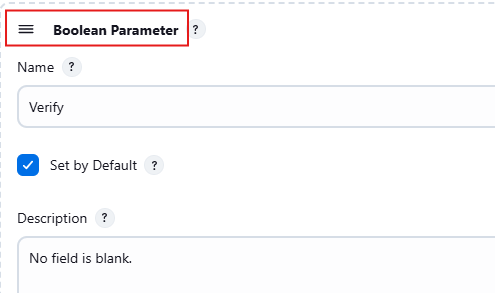 Boolean Parameter ?
Name ?
Verify
Set by Default ?
Description ?
No field is blank.